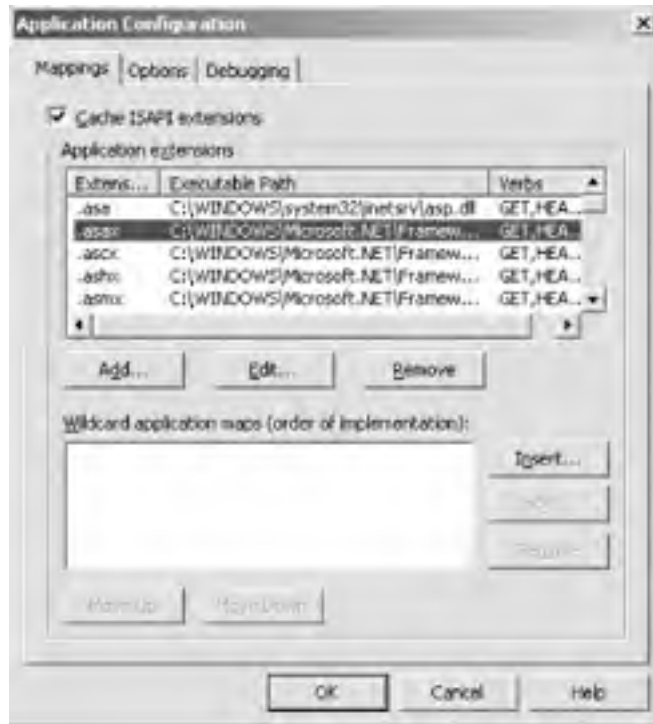 Application Configuration
Mappings Options Debugging
Cache ISAPI extensions
Application extensions
Extens... Executable Path Verbs
.asa C:\WINDOWS\system32\inetsrv\asp.dll GET,HEA...
.asax C:\WINDOWS\Microsoft.NET\Framew... GET,HEA...
.ascx C:\WINDOWS\Microsoft.NET\Framew... GET,HEA...
.ashx C:\WINDOWS\Microsoft.NET\Framew... GET,HEA...
.asmx C:\WINDOWS\Microsoft.NET\Framew... GET,HEA...
Add... Edit... Remove
Wildcard application maps (order of implementation):
Insert...
Move Up Move Down
OK Cancel Help